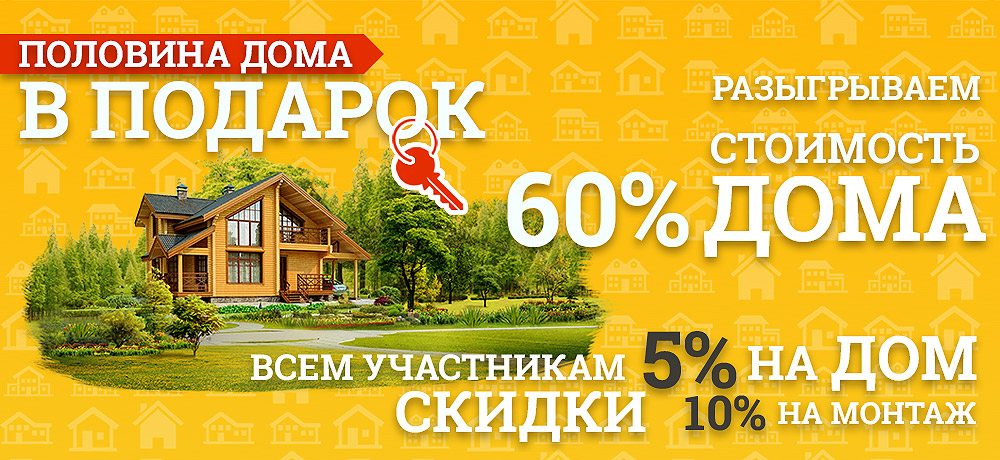 ПОЛОВИНА ДОМА
В ПОДАРОК
РАЗЫГРЫВАЕМ
СТОИМОСТЬ
60% ДОМА
ВСЕМ УЧАСТНИКАМ 5% НА ДОМ
СКИДКИ 10% НА МОНТАЖ